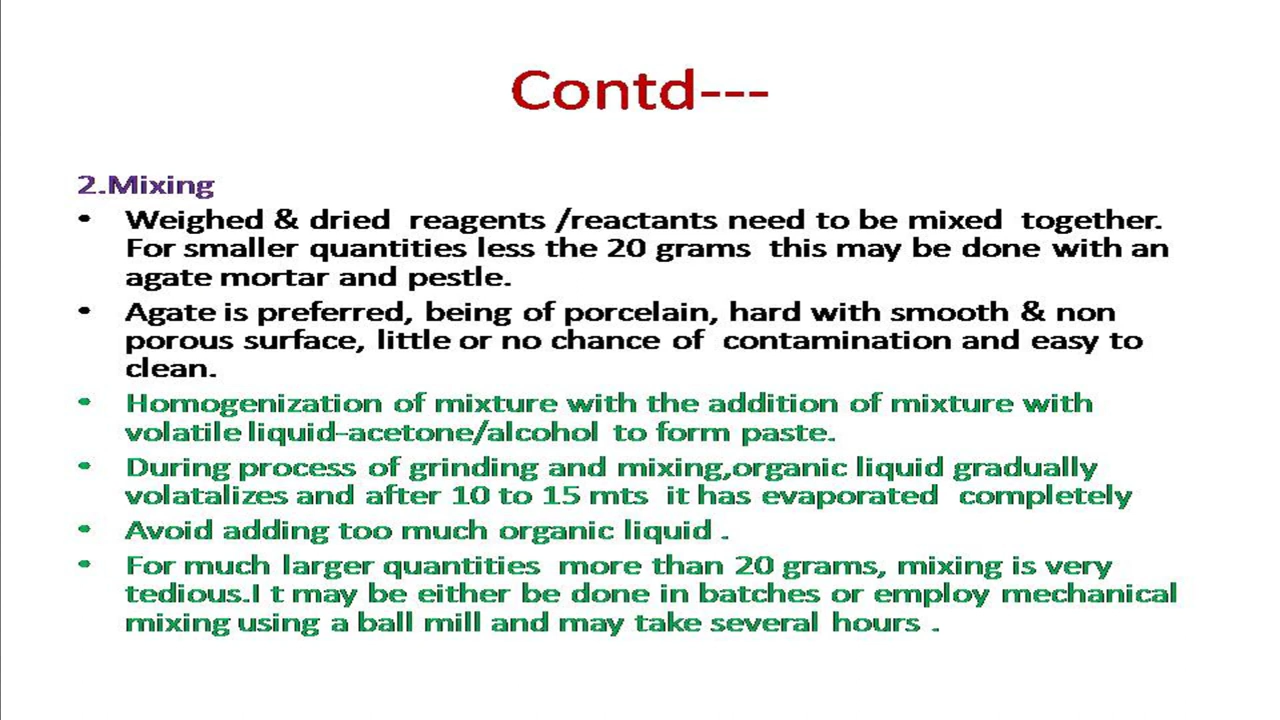 Contd---
2.Mixing
• Weighed & dried reagents /reactants need to be mixed together.
For smaller quantities less the 20 grams this may be done with an
agate mortar and pestle.
• Agate is preferred, being of porcelain, hard with smooth & non
porous surface, little or no chance of contamination and easy to
clean.
• Homogenization of mixture with the addition of mixture with
volatile liquid-acetone/alcohol to form paste.
• During process of grinding and mixing,organic liquid gradually
volatalizes and after 10 to 15 mts it has evaporated completely
• Avoid adding too much organic liquid .
• For much larger quantities more than 20 grams, mixing is very
tedious.I t may be either be done in batches or employ mechanical
mixing using a ball mill and may take several hours .